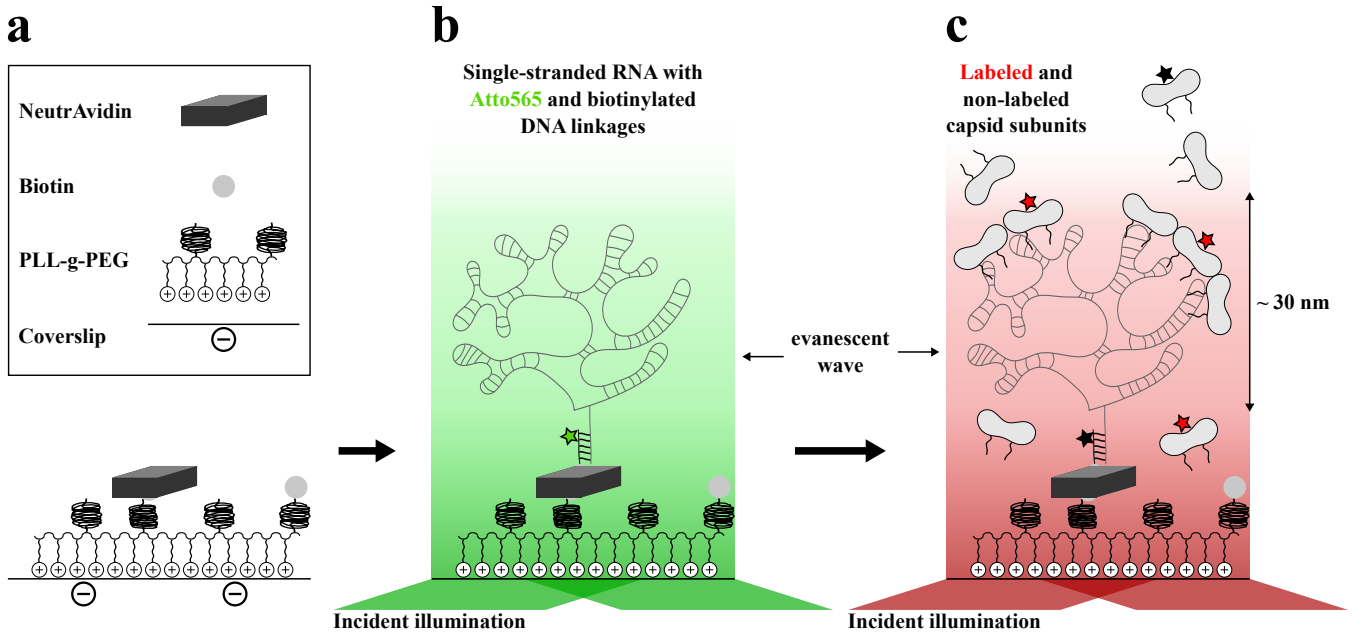 a
NeutrAvidin
Biotin
PLL-g-PEG
Coverslip
b
Single-stranded RNA with
Atto565 and biotinylated
DNA linkages
evanescent
wave
Incident illumination
c
Labeled and
non-labeled
capsid subunits
~ 30 nm
Incident illumination